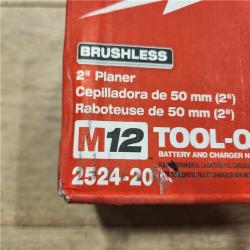 BRUSHLESS
2" Planer
Cepilladora de 50 mm (2")
Raboteuse de 50 mm (2")
M12 TOOL-O
BATTERY AND CHARGER N
2524-20